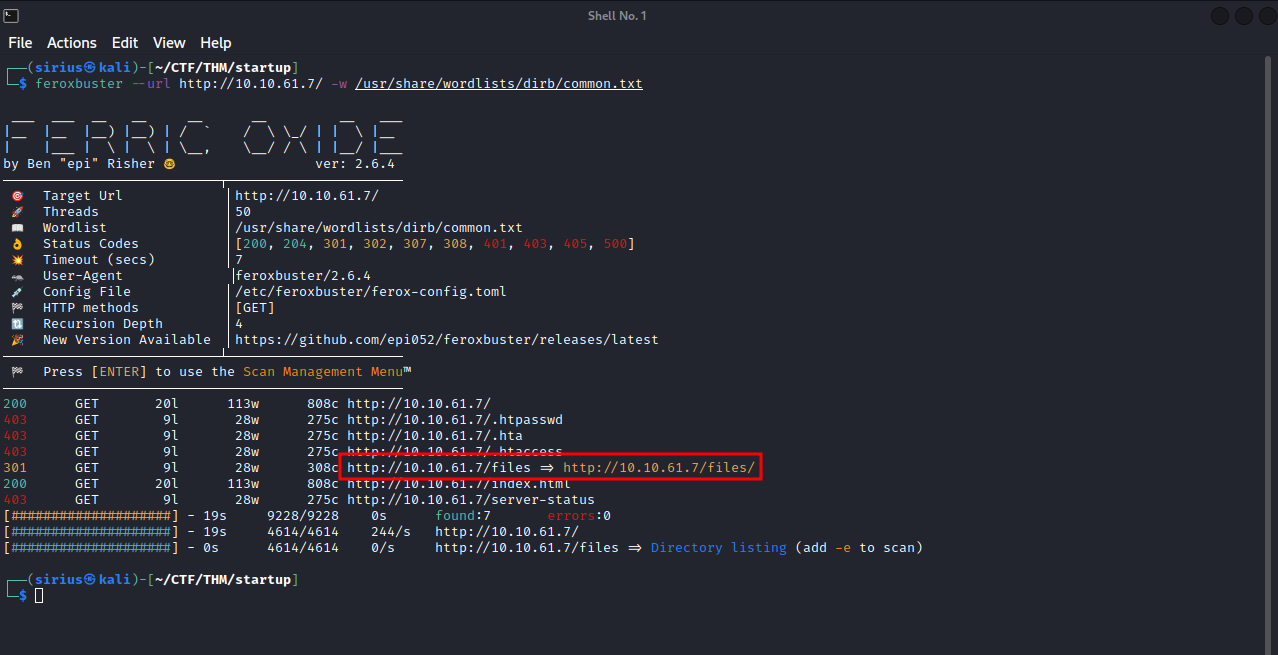 Shell No. 1
File Actions Edit View Help
┌──(sirius㉿kali)-[~/CTF/THM/startup]
└─$ feroxbuster --url http://10.10.61.7/ -w /usr/share/wordlists/dirb/common.txt
FERRIC OXIDE
by Ben "epi" Risher 🤓 ver: 2.6.4
🎯 Target Url │ http://10.10.61.7/
🚀 Threads │ 50
📖 Wordlist │ /usr/share/wordlists/dirb/common.txt
👌 Status Codes │ [200, 204, 301, 302, 307, 308, 401, 403, 405, 500]
💥 Timeout (secs) │ 7
🦡 User-Agent │ feroxbuster/2.6.4
💉 Config File │ /etc/feroxbuster/ferox-config.toml
🏁 HTTP methods │ [GET]
🔃 Recursion Depth │ 4
🎉 New Version Available │ https://github.com/epi052/feroxbuster/releases/latest
🏁 Press [ENTER] to use the Scan Management Menu™
200 GET 20l 113w 808c http://10.10.61.7/
403 GET 9l 28w 275c http://10.10.61.7/.htpasswd
403 GET 9l 28w 275c http://10.10.61.7/.hta
403 GET 9l 28w 275c http://10.10.61.7/.htaccess
301 GET 9l 28w 308c http://10.10.61.7/files => http://10.10.61.7/files/
200 GET 20l 113w 808c http://10.10.61.7/index.html
403 GET 9l 28w 275c http://10.10.61.7/server-status
[####################] - 19s 9228/9228 0s found:7 errors:0
[####################] - 19s 4614/4614 244/s http://10.10.61.7/
[####################] - 0s 4614/4614 0/s http://10.10.61.7/files => Directory listing (add -e to scan)
┌──(sirius㉿kali)-[~/CTF/THM/startup]
└─$